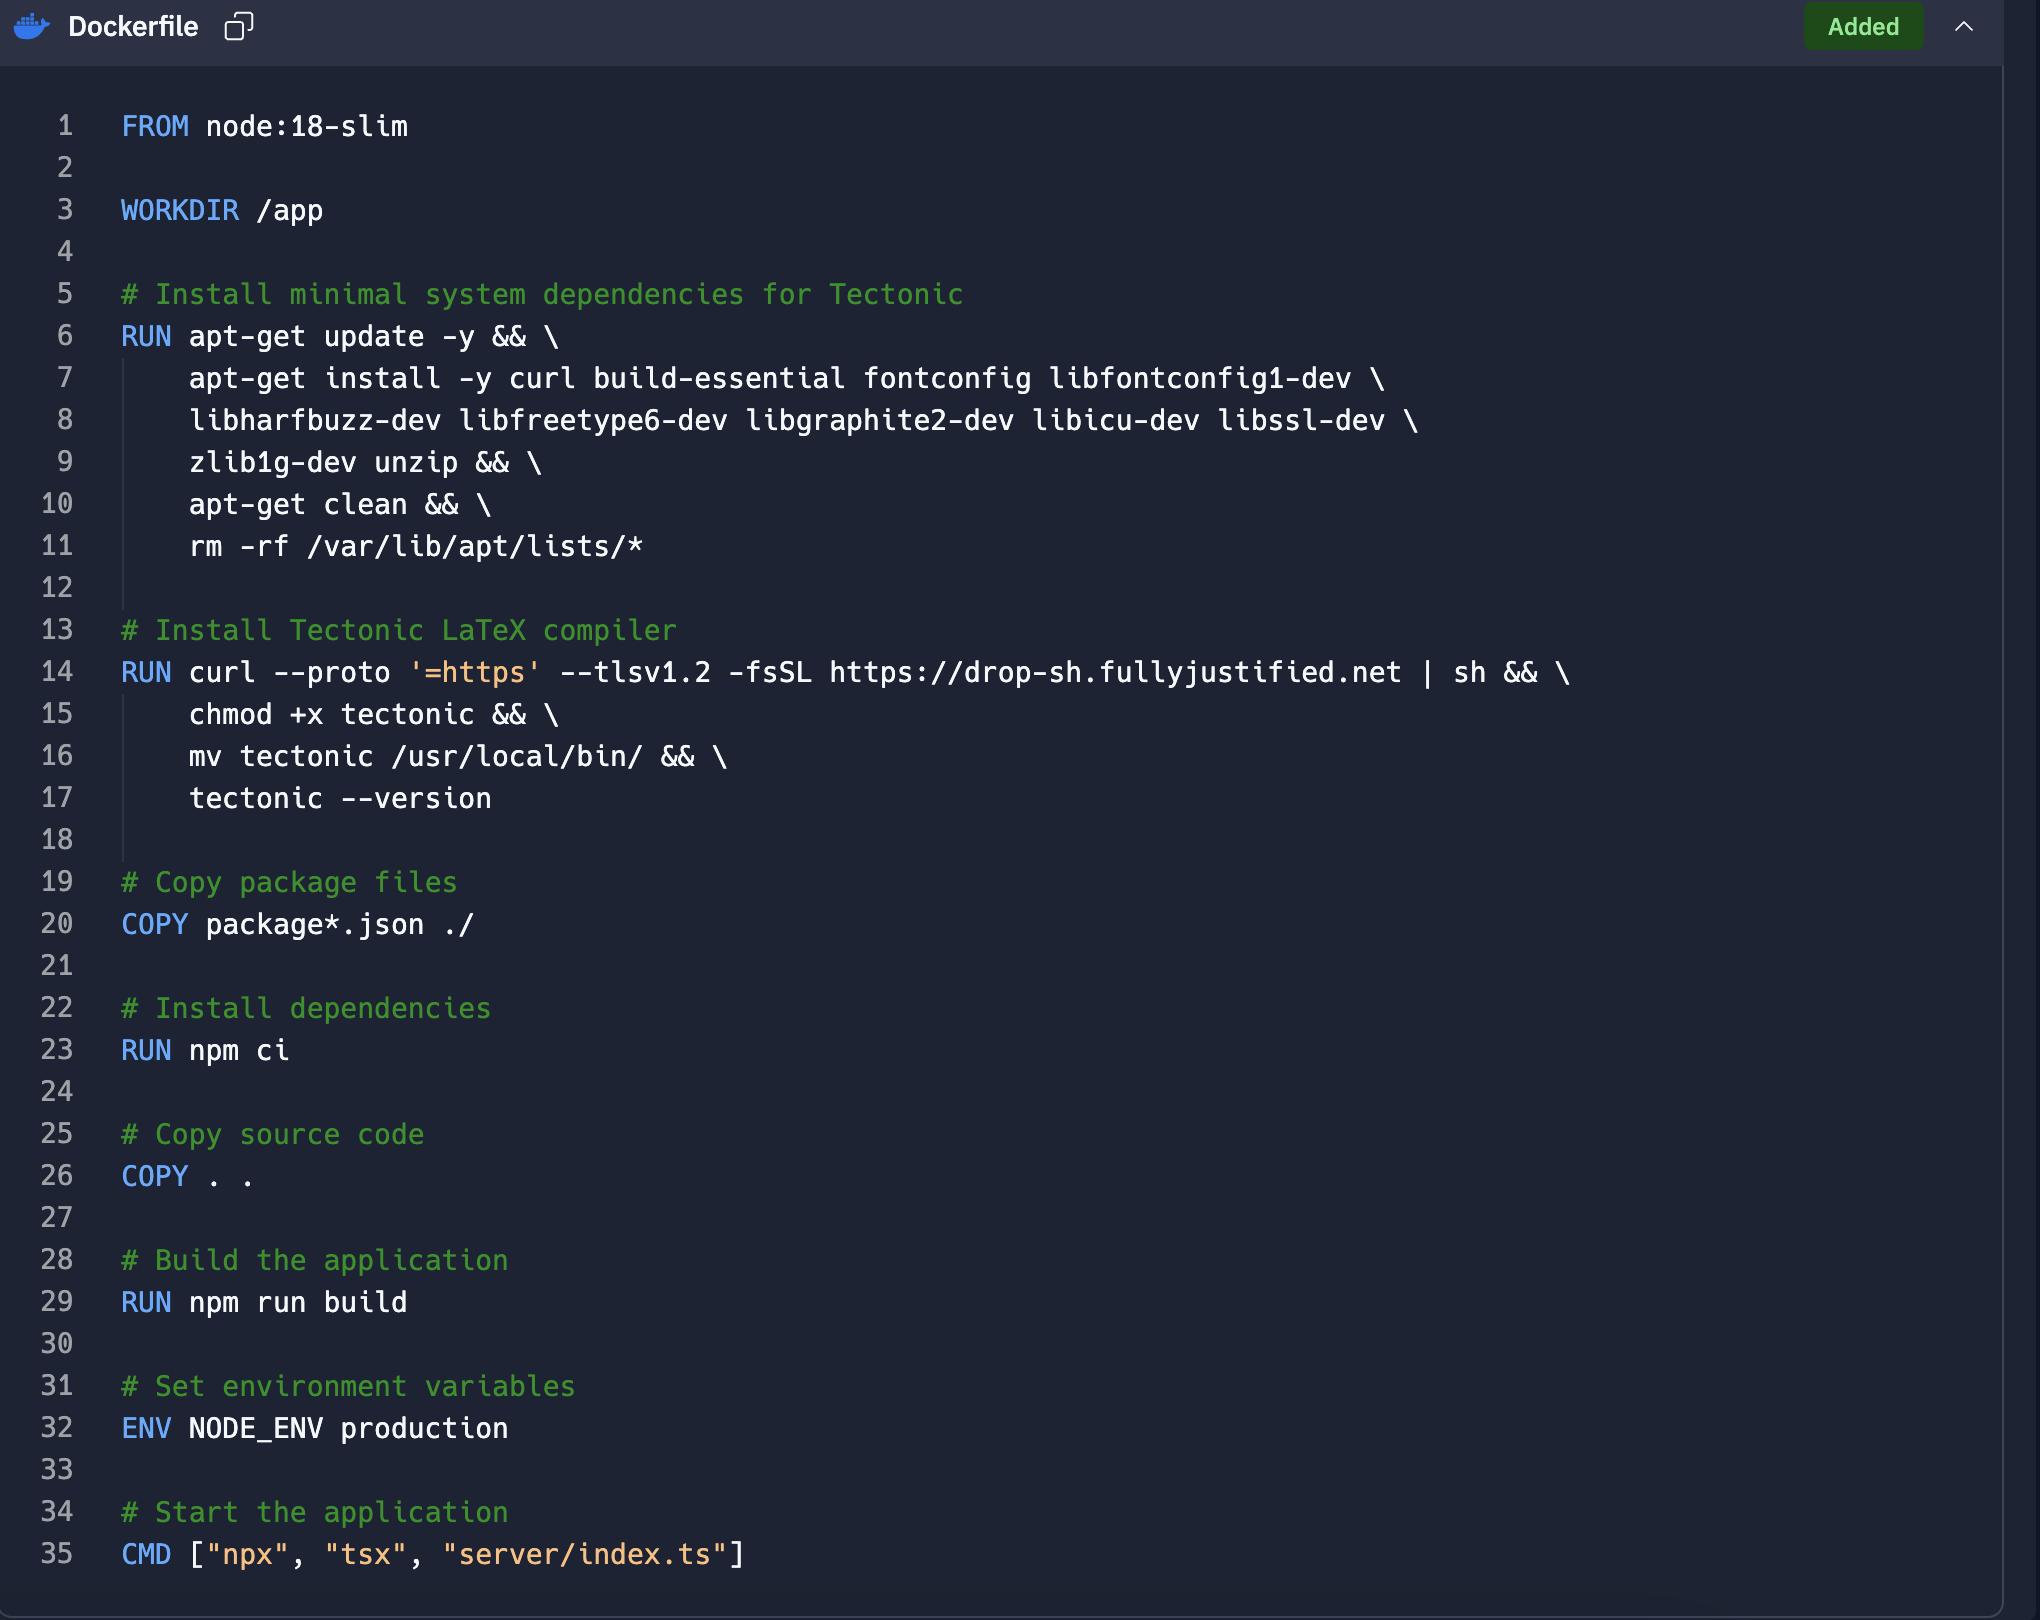 Dockerfile
Added
1 FROM node:18-slim
2
3 WORKDIR /app
4
5 # Install minimal system dependencies for Tectonic
6 RUN apt-get update -y && \
7     apt-get install -y curl build-essential fontconfig libfontconfig1-dev \
8     libharfbuzz-dev libfreetype6-dev libgraphite2-dev libicu-dev libssl-dev \
9     zlib1g-dev unzip && \
10     apt-get clean && \
11     rm -rf /var/lib/apt/lists/*
12
13 # Install Tectonic LaTeX compiler
14 RUN curl --proto '=https' --tlsv1.2 -fsSL https://drop-sh.fullyjustified.net | sh && \
15     chmod +x tectonic && \
16     mv tectonic /usr/local/bin/ && \
17     tectonic --version
18
19 # Copy package files
20 COPY package*.json ./
21
22 # Install dependencies
23 RUN npm ci
24
25 # Copy source code
26 COPY . .
27
28 # Build the application
29 RUN npm run build
30
31 # Set environment variables
32 ENV NODE_ENV production
33
34 # Start the application
35 CMD ["npx", "tsx", "server/index.ts"]